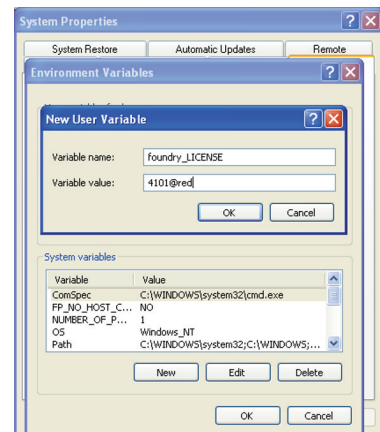 System Properties
System Restore Automatic Updates Remote
Environment Variables
New User Variable
Variable name: foundry_LICENSE
Variable value: 4101@red
OK Cancel
System variables
Variable Value
ComSpec C:\WINDOWS\system32\cmd.exe
FP_NO_HOST_C... NO
NUMBER_OF_P... 1
OS Windows_NT
Path C:\WINDOWS\system32;C:\WINDOWS;...
New Edit Delete
OK Cancel